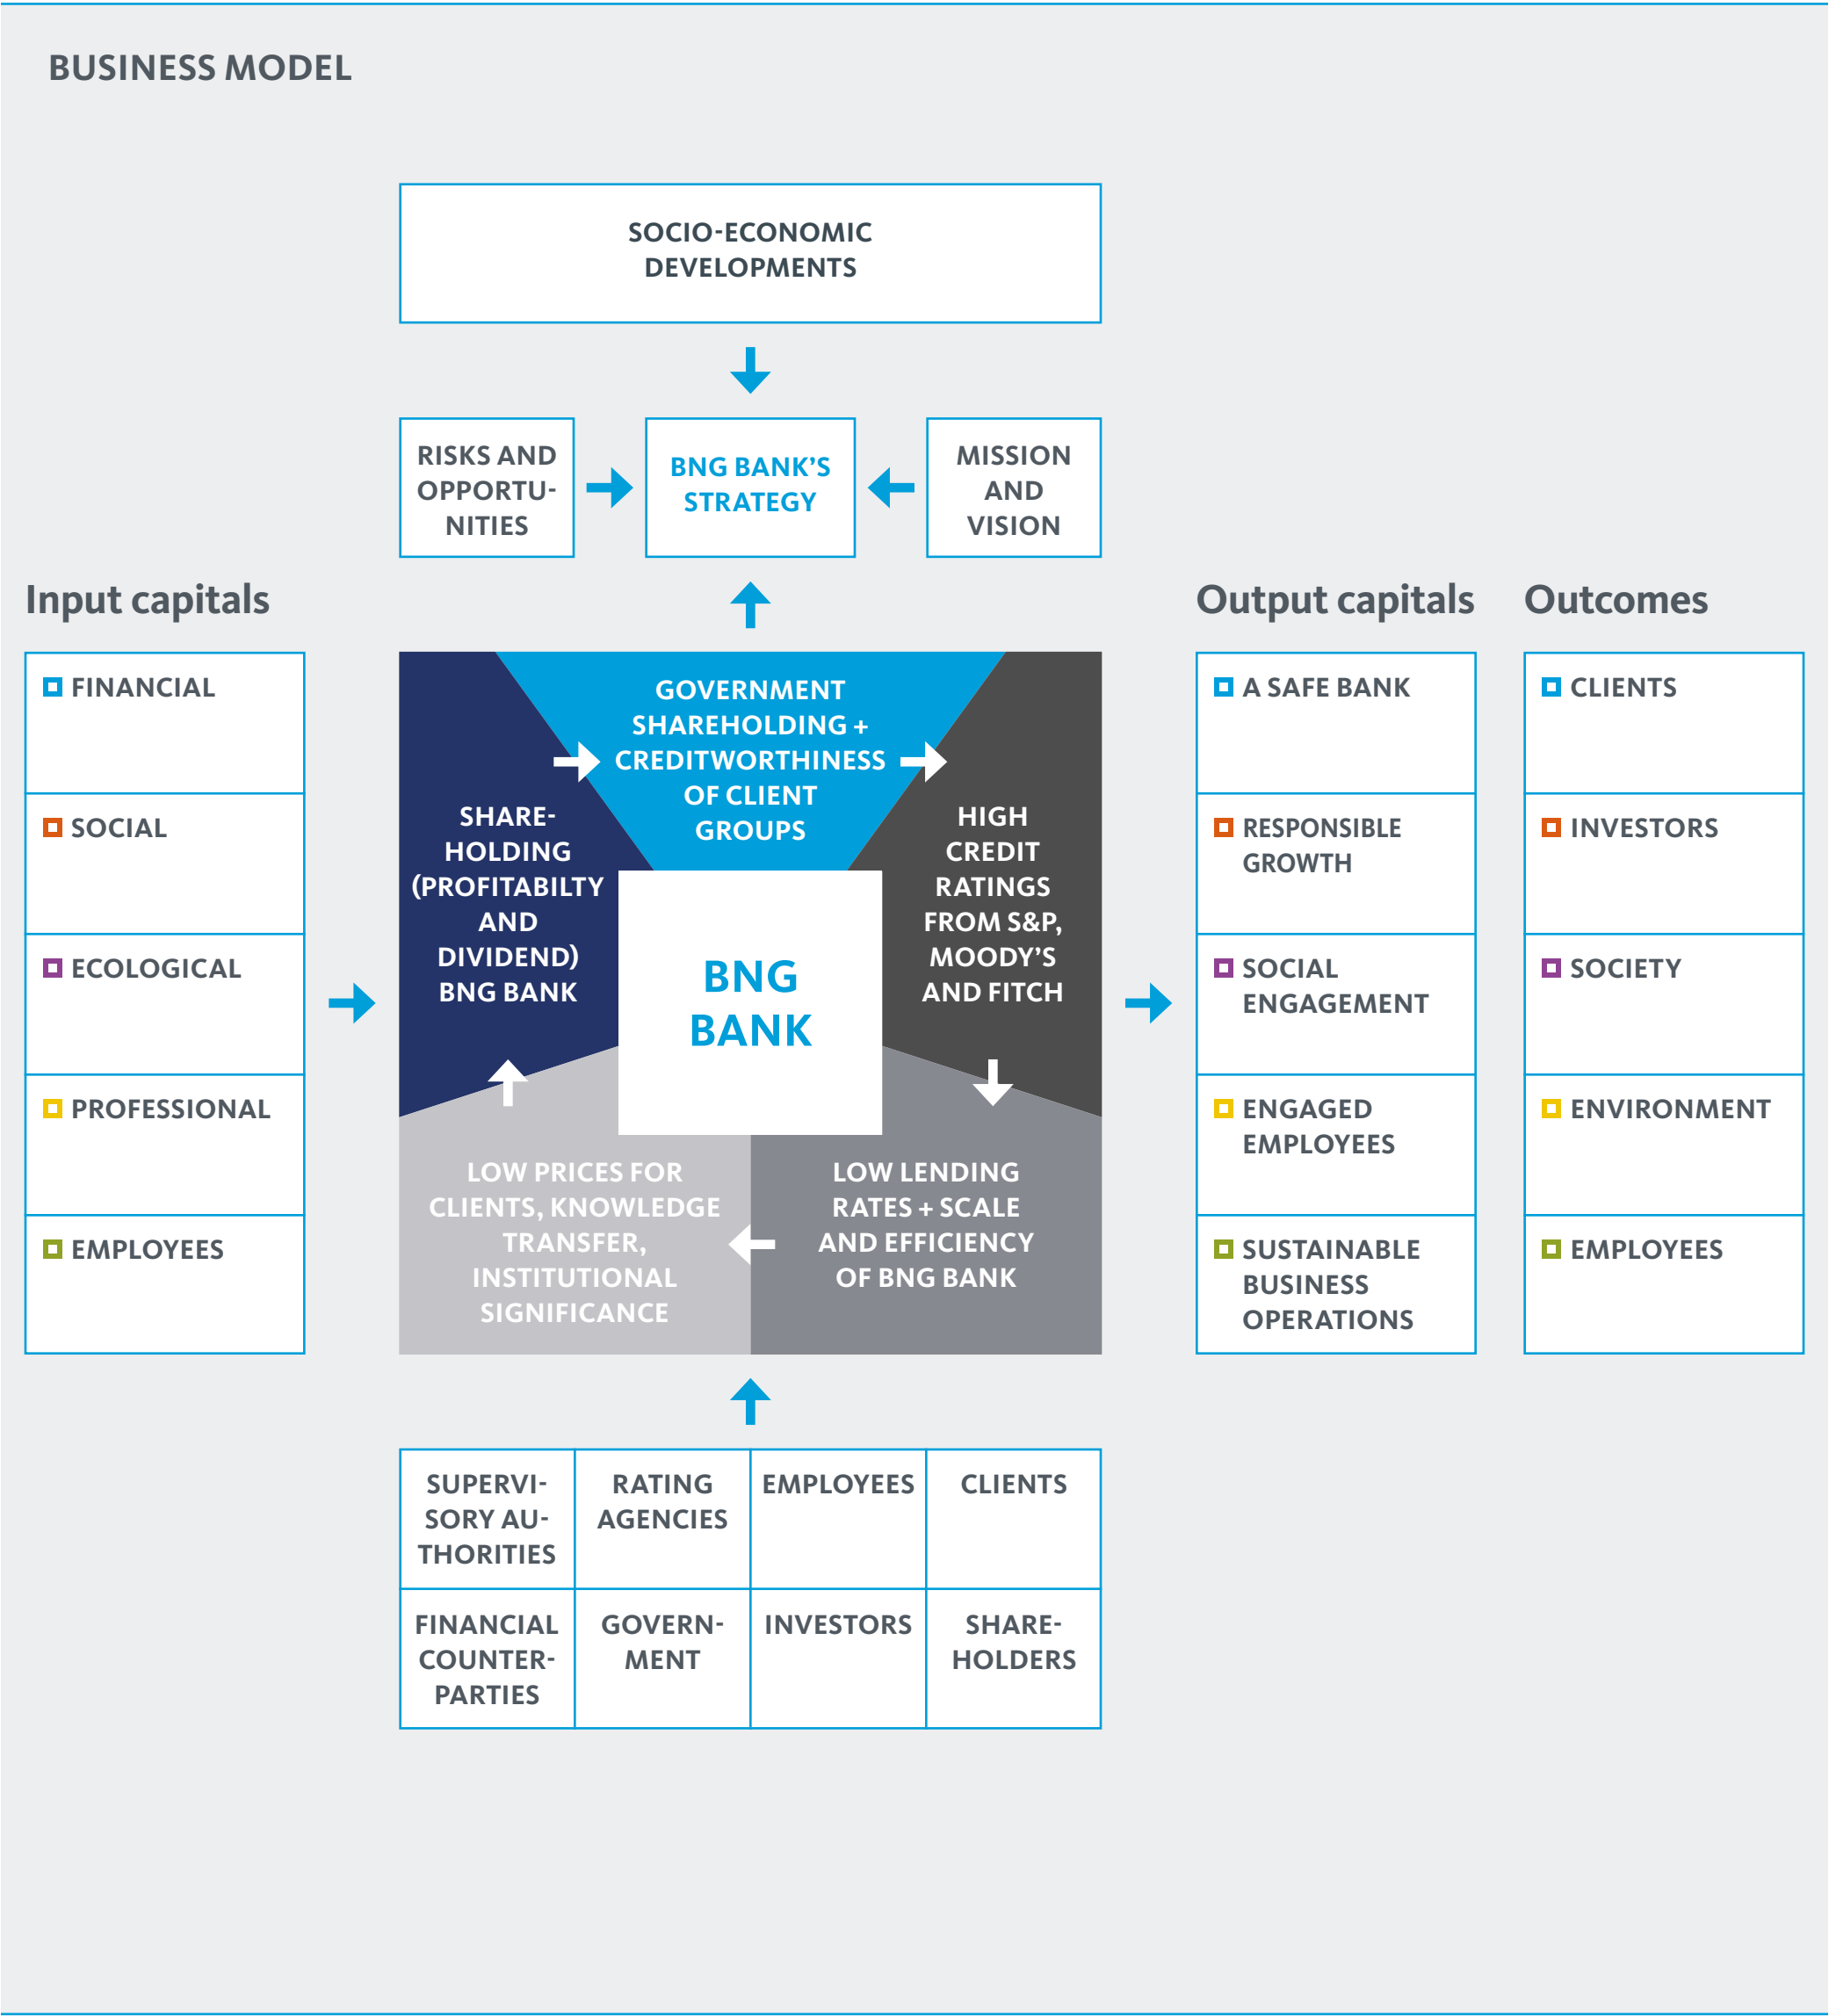 BUSINESS MODEL
SOCIO-ECONOMIC
DEVELOPMENTS
RISKS AND
OPPORTU-
NITIES
BNG BANK’S
STRATEGY
MISSION
AND
VISION
Input capitals
FINANCIAL
SOCIAL
ECOLOGICAL
PROFESSIONAL
EMPLOYEES
SHARE-
HOLDING
(PROFITABILTY
AND
DIVIDEND)
BNG BANK
GOVERNMENT
SHAREHOLDING +
CREDITWORTHINESS
OF CLIENT
GROUPS
HIGH
CREDIT
RATINGS
FROM S&P,
MOODY’S
AND FITCH
BNG
BANK
LOW PRICES FOR
CLIENTS, KNOWLEDGE
TRANSFER,
INSTITUTIONAL
SIGNIFICANCE
LOW LENDING
RATES + SCALE
AND EFFICIENCY
OF BNG BANK
Output capitals
A SAFE BANK
RESPONSIBLE
GROWTH
SOCIAL
ENGAGEMENT
ENGAGED
EMPLOYEES
SUSTAINABLE
BUSINESS
OPERATIONS
Outcomes
CLIENTS
INVESTORS
SOCIETY
ENVIRONMENT
EMPLOYEES
SUPERVI-
SORY AU-
THORITIES
RATING
AGENCIES
EMPLOYEES
CLIENTS
FINANCIAL
COUNTER-
PARTIES
GOVERN-
MENT
INVESTORS
SHARE-
HOLDERS